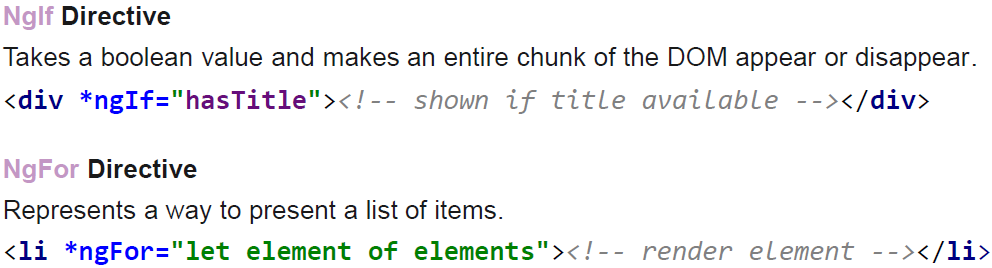 NgIf Directive
Takes a boolean value and makes an entire chunk of the DOM appear or disappear.
<div *ngIf="hasTitle"><!-- shown if title available --></div>
NgFor Directive
Represents a way to present a list of items.
<li *ngFor="let element of elements"><!-- render element --></li>